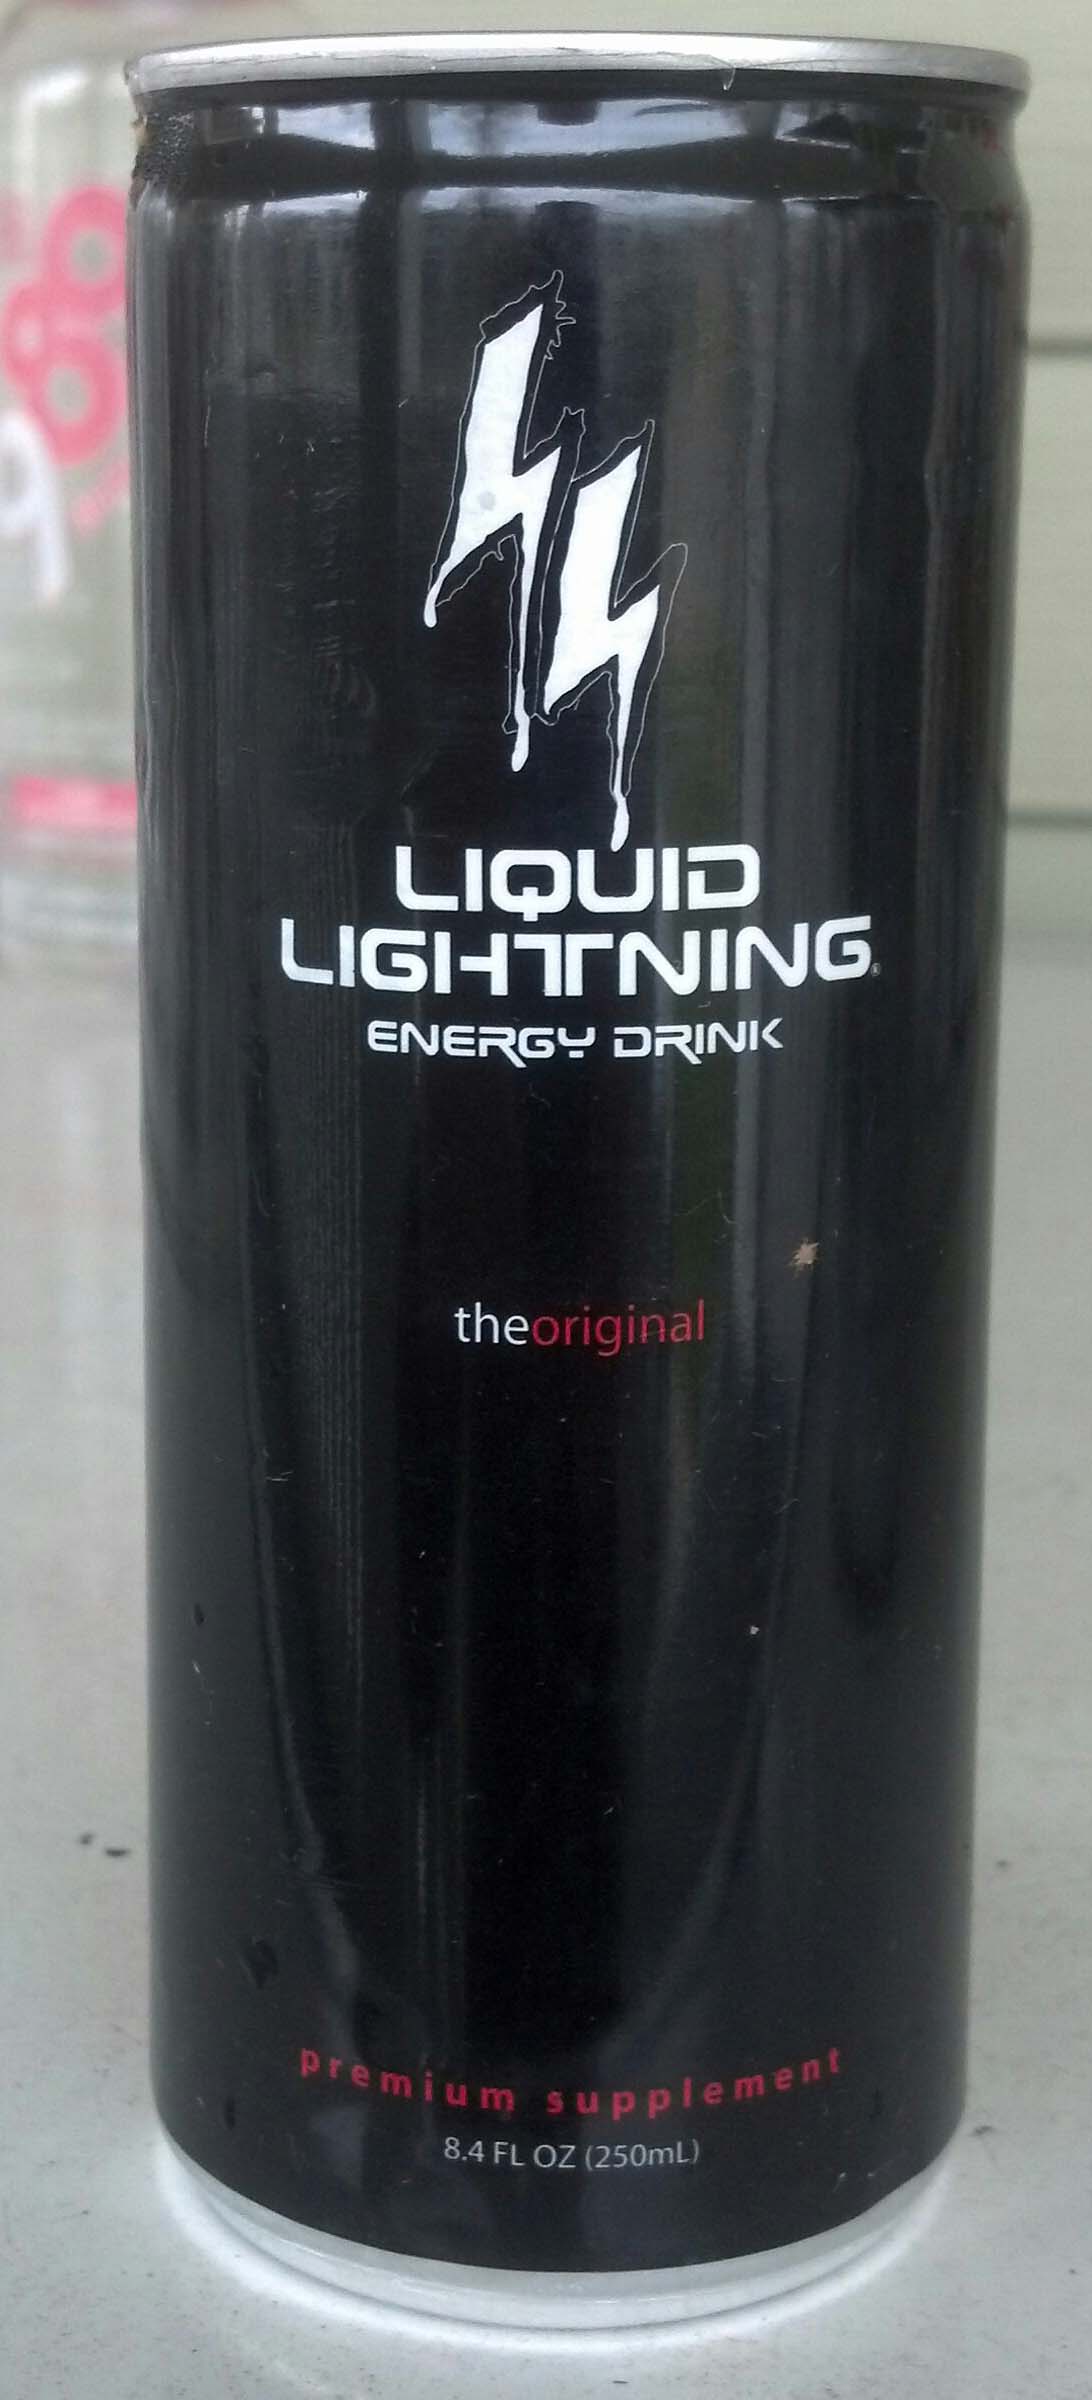 LIQUID
LIGHTNING®
ENERGY DRINK
theoriginal
premium supplement
8.4 FL OZ (250mL)